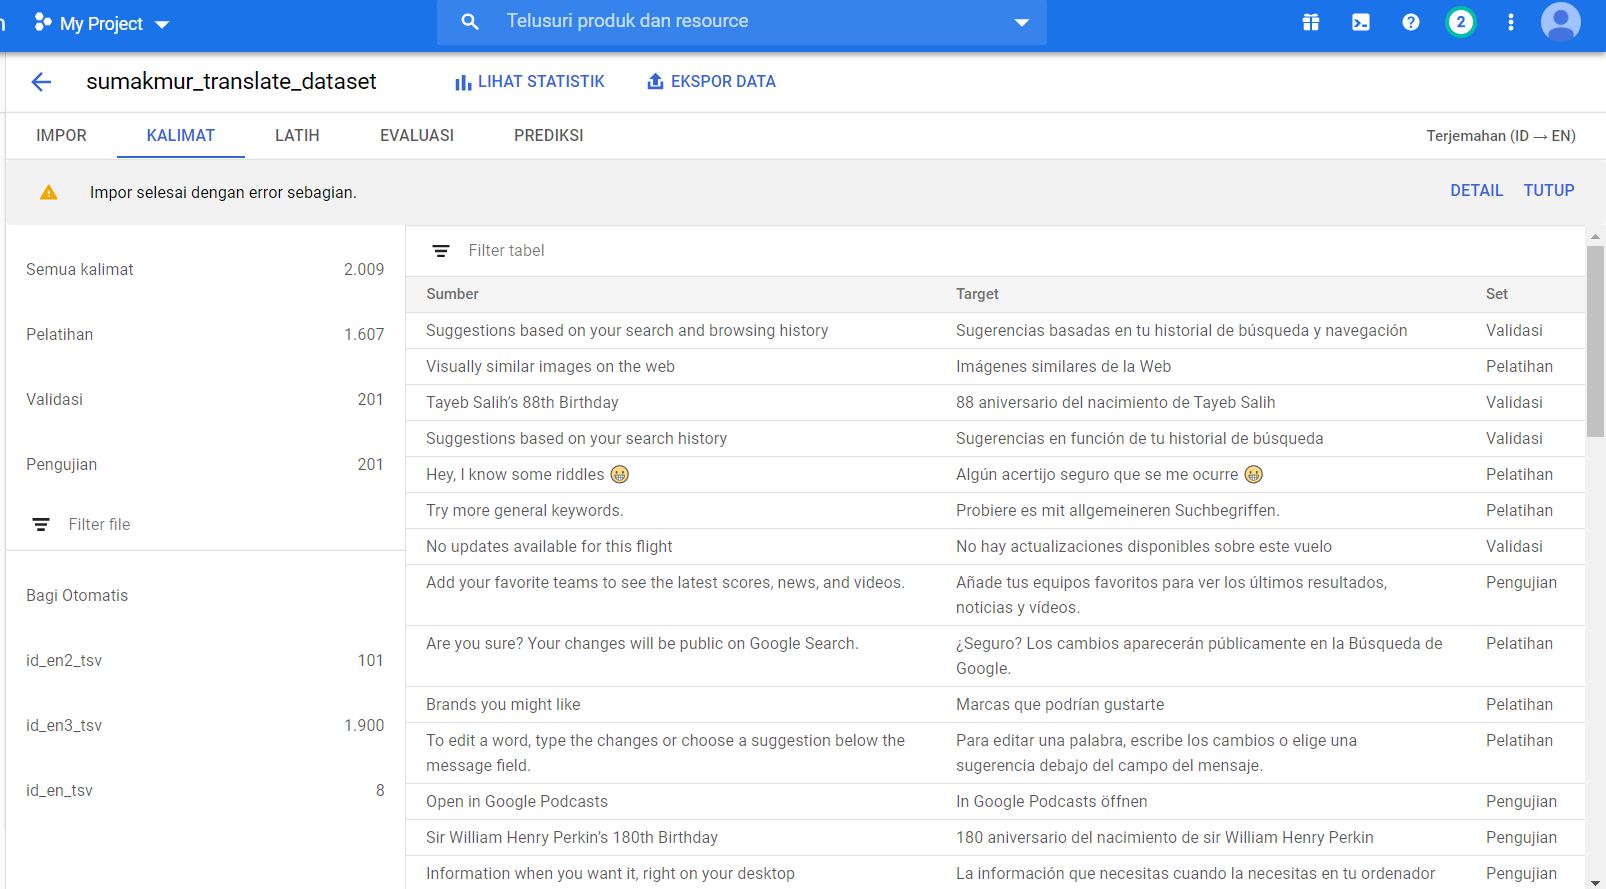 My Project
Telusuri produk dan resource
2
sumakmur_translate_dataset
LIHAT STATISTIK
EKSPOR DATA
IMPOR
KALIMAT
LATIH
EVALUASI
PREDIKSI
Terjemahan (ID → EN)
Impor selesai dengan error sebagian.
DETAIL
TUTUP
Semua kalimat 2.009
Pelatihan 1.607
Validasi 201
Pengujian 201
Filter file
Bagi Otomatis
id_en2_tsv 101
id_en3_tsv 1.900
id_en_tsv 8
Filter tabel
Sumber Target Set
Suggestions based on your search and browsing history Sugerencias basadas en tu historial de búsqueda y navegación Validasi
Visually similar images on the web Imágenes similares de la Web Pelatihan
Tayeb Salih’s 88th Birthday 88 aniversario del nacimiento de Tayeb Salih Validasi
Suggestions based on your search history Sugerencias en función de tu historial de búsqueda Validasi
Hey, I know some riddles 😁 Algún acertijo seguro que se me ocurre 😁 Pelatihan
Try more general keywords. Probiere es mit allgemeineren Suchbegriffen. Pelatihan
No updates available for this flight No hay actualizaciones disponibles sobre este vuelo Validasi
Add your favorite teams to see the latest scores, news, and videos. Añade tus equipos favoritos para ver los últimos resultados, Pengujian
noticias y vídeos.
Are you sure? Your changes will be public on Google Search. ¿Seguro? Los cambios aparecerán públicamente en la Búsqueda de Pelatihan
Google.
Brands you might like Marcas que podrían gustarte Pelatihan
To edit a word, type the changes or choose a suggestion below the Para editar una palabra, escribe los cambios o elige una Pelatihan
message field. sugerencia debajo del campo del mensaje.
Open in Google Podcasts In Google Podcasts öffnen Pengujian
Sir William Henry Perkin’s 180th Birthday 180 aniversario del nacimiento de sir William Henry Perkin Pengujian
Information when you want it, right on your desktop La información que necesitas cuando la necesitas en tu ordenador Pengujian